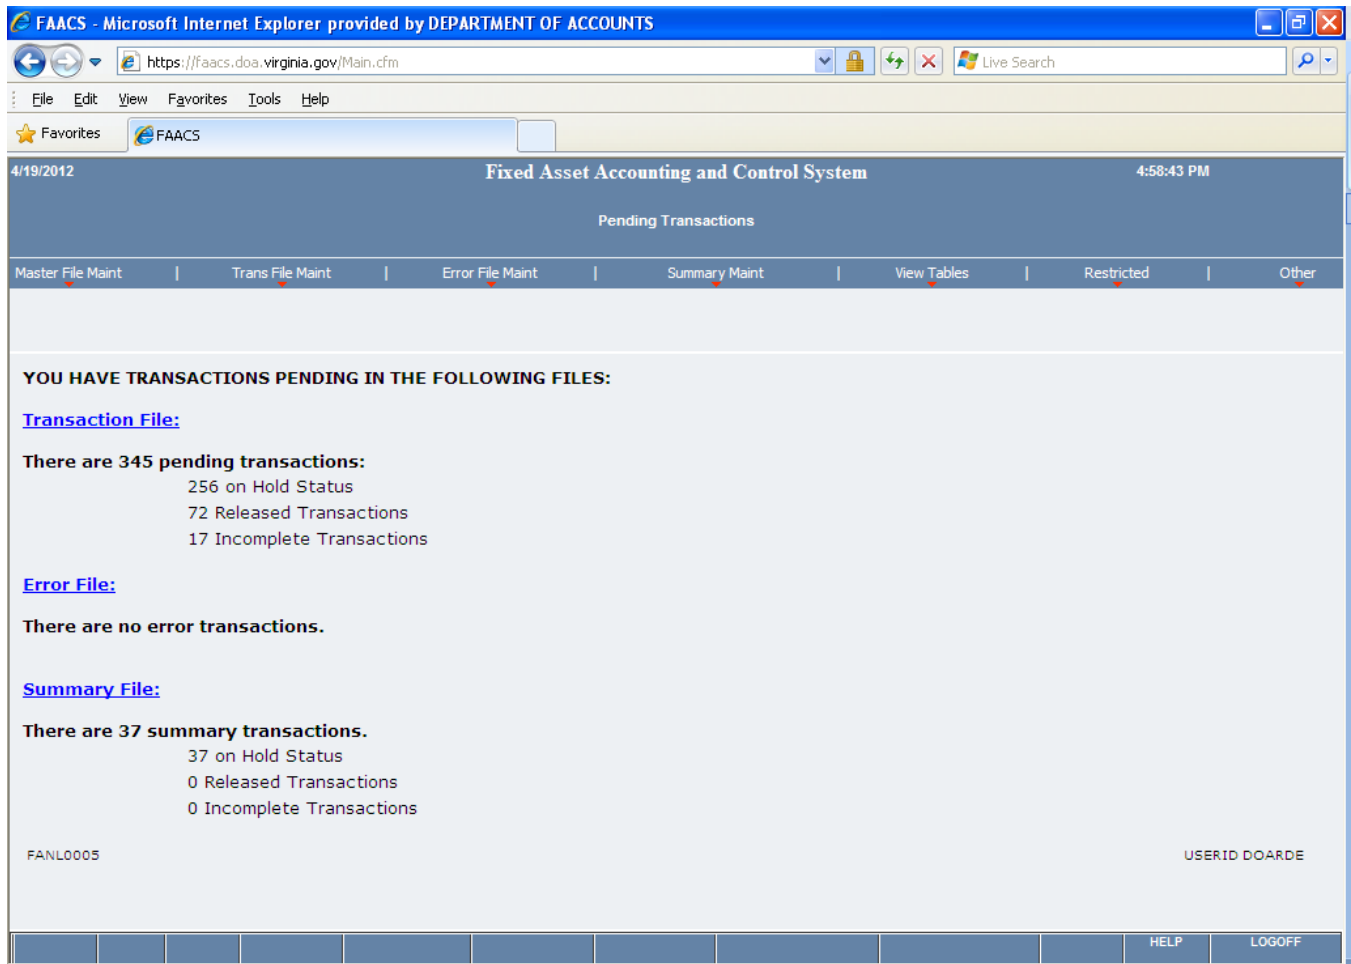 FAACS - Microsoft Internet Explorer provided by DEPARTMENT OF ACCOUNTS
https://faacs.doa.virginia.gov/Main.cfm Live Search
File Edit View Favorites Tools Help
Favorites FAACS
4/19/2012 Fixed Asset Accounting and Control System 4:58:43 PM
Pending Transactions
Master File Maint | Trans File Maint | Error File Maint | Summary Maint | View Tables | Restricted | Other
YOU HAVE TRANSACTIONS PENDING IN THE FOLLOWING FILES:
Transaction File:
There are 345 pending transactions:
256 on Hold Status
72 Released Transactions
17 Incomplete Transactions
Error File:
There are no error transactions.
Summary File:
There are 37 summary transactions.
37 on Hold Status
0 Released Transactions
0 Incomplete Transactions
FANL0005 USERID DOARDE
HELP LOGOFF